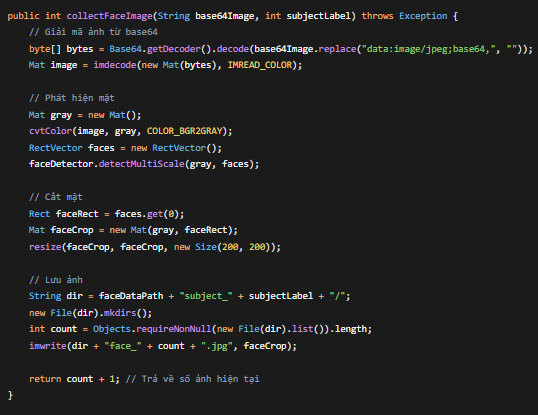 public int collectFaceImage(String base64Image, int subjectLabel) throws Exception {
    // Giải mã ảnh từ base64
    byte[] bytes = Base64.getDecoder().decode(base64Image.replace("data:image/jpeg;base64,", ""));
    Mat image = imdecode(new Mat(bytes), IMREAD_COLOR);

    // Phát hiện mặt
    Mat gray = new Mat();
    cvtColor(image, gray, COLOR_BGR2GRAY);
    RectVector faces = new RectVector();
    faceDetector.detectMultiScale(gray, faces);

    // Cắt mặt
    Rect faceRect = faces.get(0);
    Mat faceCrop = new Mat(gray, faceRect);
    resize(faceCrop, faceCrop, new Size(200, 200));

    // Lưu ảnh
    String dir = faceDataPath + "subject_" + subjectLabel + "/";
    new File(dir).mkdirs();
    int count = Objects.requireNonNull(new File(dir).list()).length;
    imwrite(dir + "face_" + count + ".jpg", faceCrop);

    return count + 1; // Trả về số ảnh hiện tại
}